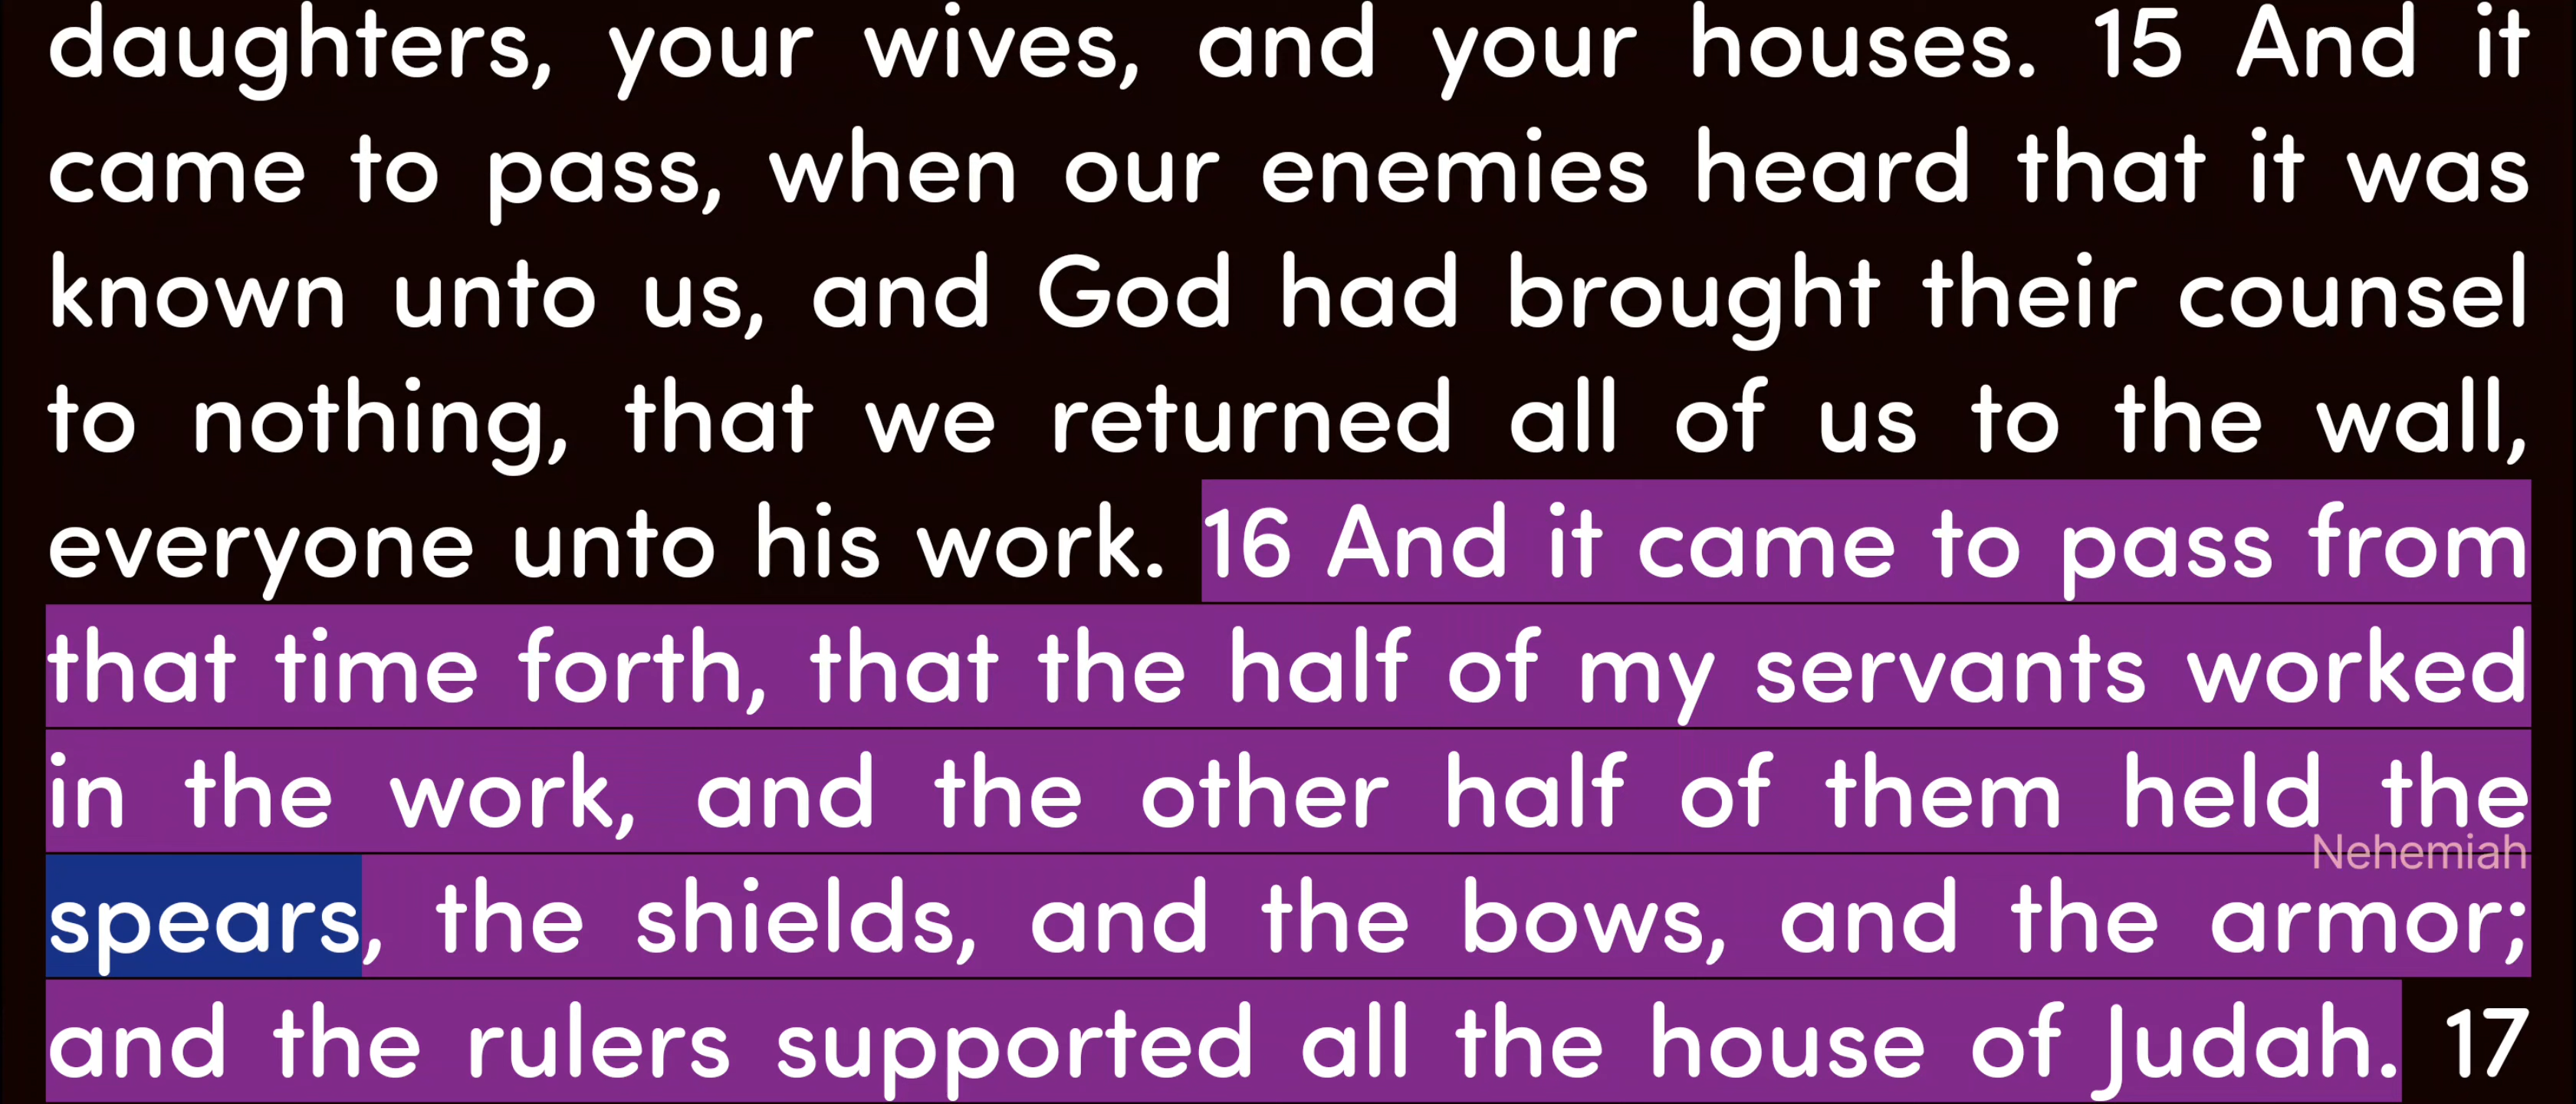 daughters, your wives, and your houses. 15 And it
came to pass, when our enemies heard that it was
known unto us, and God had brought their counsel
to nothing, that we returned all of us to the wall,
everyone unto his work. 16 And it came to pass from
that time forth, that the half of my servants worked
in the work, and the other half of them held the
Nehemiah
spears, the shields, and the bows, and the armor;
and the rulers supported all the house of Judah. 17